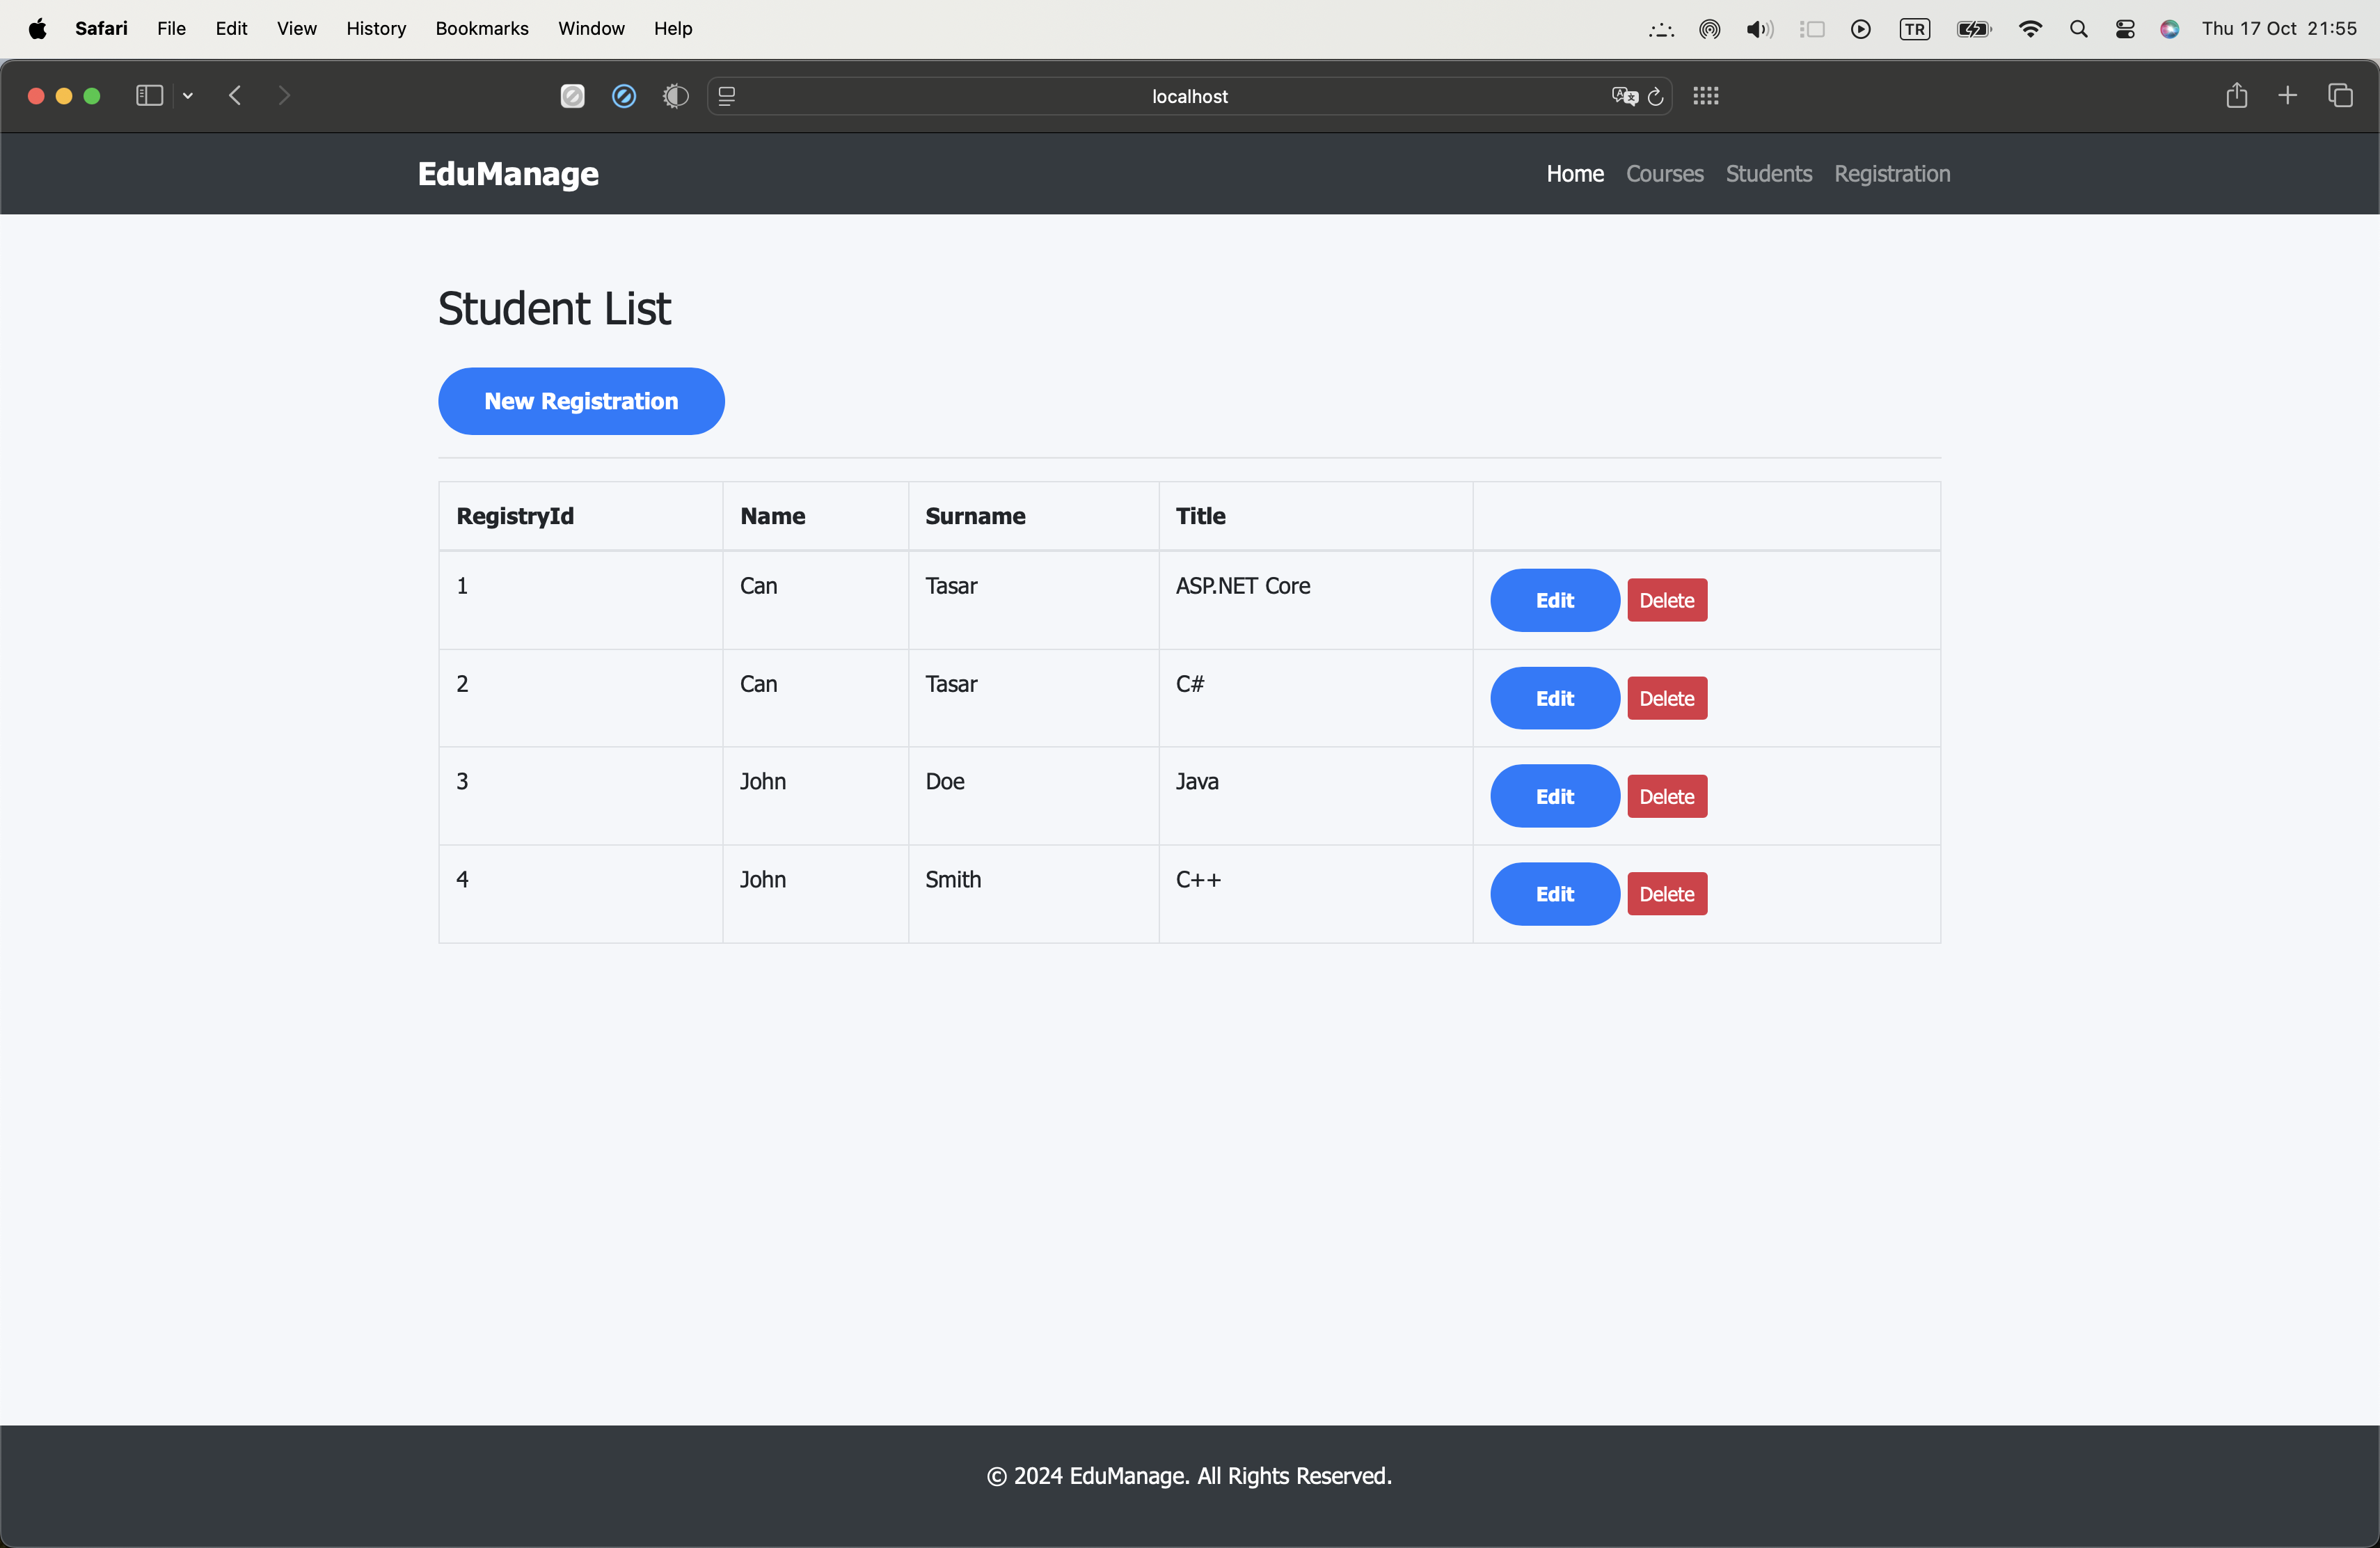 Safari File Edit View History Bookmarks Window Help TR Thu 17 Oct 21:55
localhost
EduManage Home Courses Students Registration
Student List
New Registration
RegistryId Name Surname Title
1 Can Tasar ASP.NET Core Edit Delete
2 Can Tasar C# Edit Delete
3 John Doe Java Edit Delete
4 John Smith C++ Edit Delete
© 2024 EduManage. All Rights Reserved.